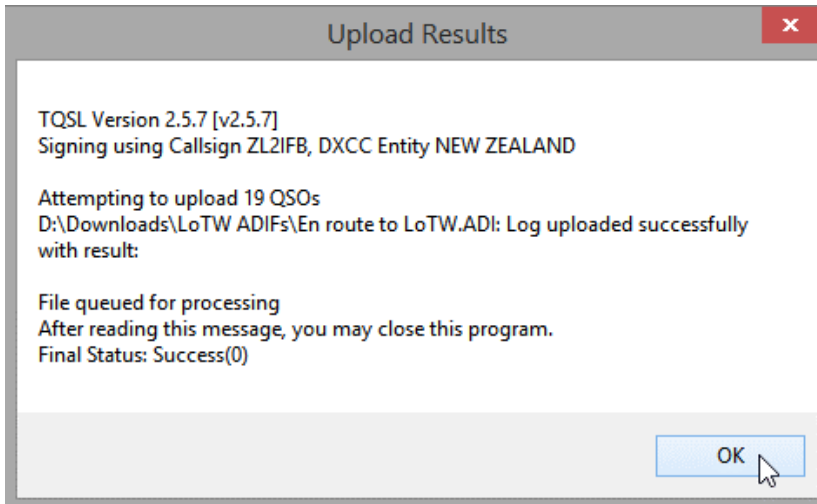 Upload Results
TQSL Version 2.5.7 [v2.5.7]
Signing using Callsign ZL2IFB, DXCC Entity NEW ZEALAND
Attempting to upload 19 QSOs
D:\Downloads\LoTW ADIFs\En route to LoTW.ADI: Log uploaded successfully
with result:
File queued for processing
After reading this message, you may close this program.
Final Status: Success(0)
OK